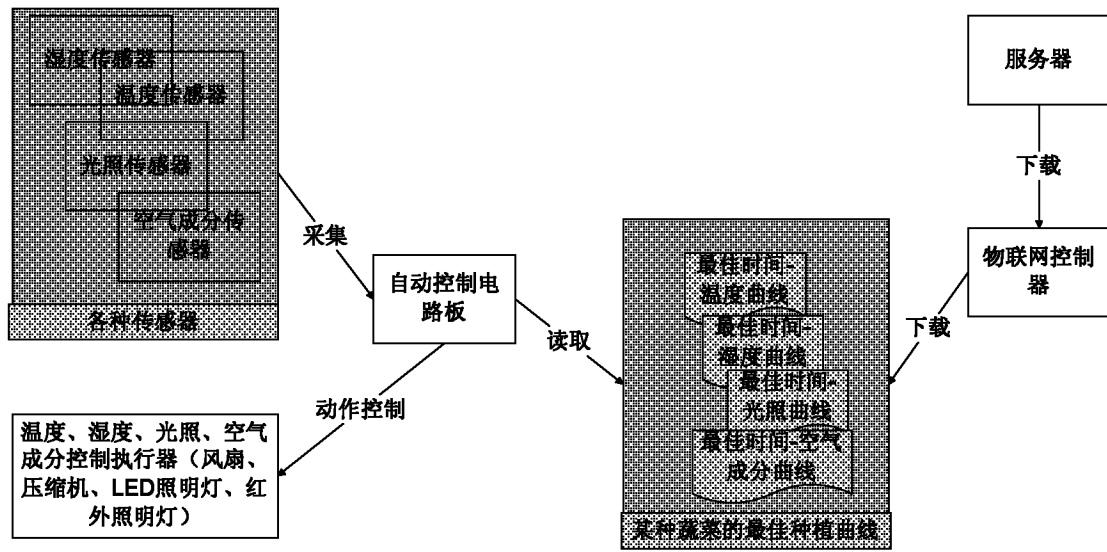 湿度传感器
温度传感器
光照传感器
空气成分传
感器
各种传感器
采集
自动控制电
路板
动作控制
温度、湿度、光照、空气
成分控制执行器（风扇、
压缩机、LED照明灯、红
外照明灯）
读取
最佳时间-
温度曲线
最佳时间-
湿度曲线
最佳时间-
光照曲线
最佳时间-空气
成分曲线
某种蔬菜的最佳种植曲线
服务器
下载
物联网控制
器
下载